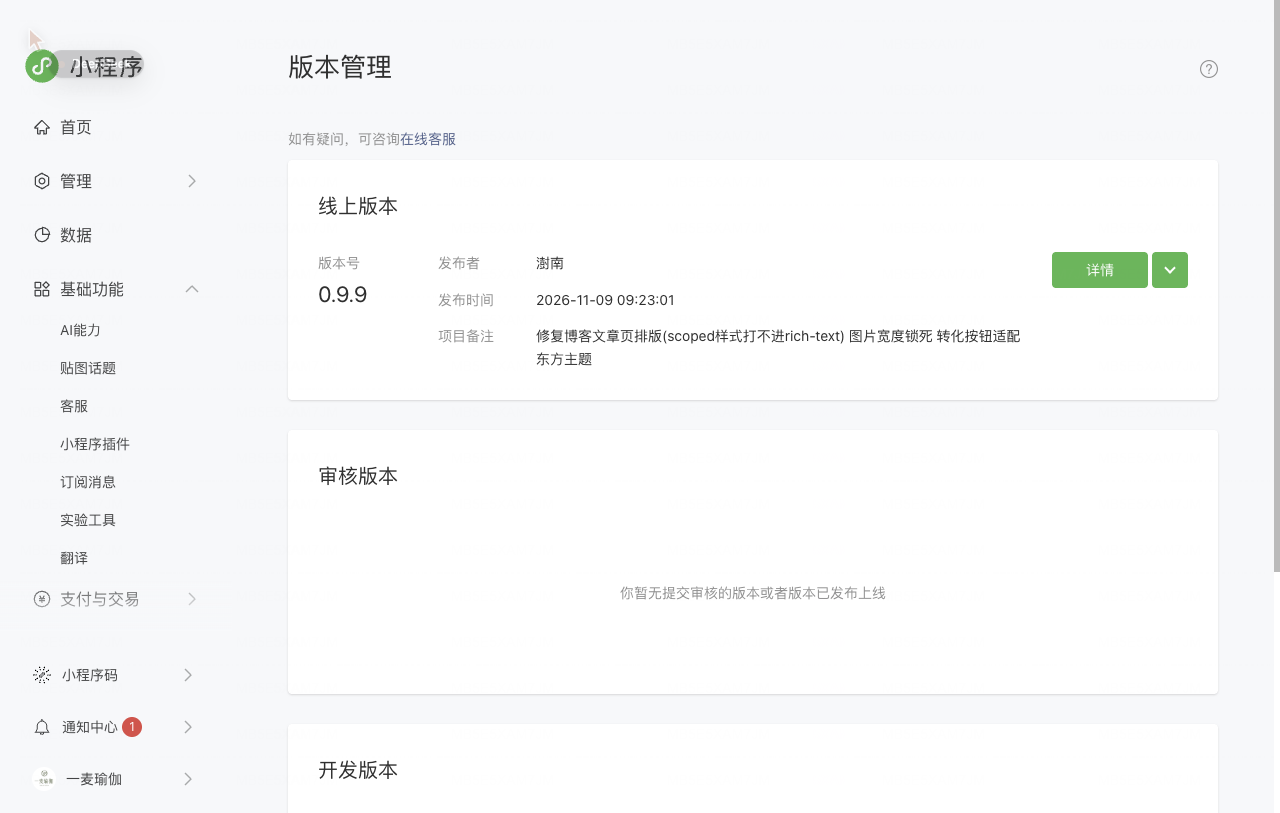 小程序
首页
管理
数据
基础功能
AI能力
贴图话题
客服
小程序插件
订阅消息
实验工具
翻译
支付与交易
小程序码
通知中心 1
一麦瑜伽
版本管理
如有疑问，可咨询在线客服
线上版本
版本号
0.9.9
发布者 澍南
发布时间 2026-11-09 09:23:01
项目备注 修复博客文章页排版(scoped样式打不进rich-text) 图片宽度锁死 转化按钮适配
东方主题
详情
审核版本
你暂无提交审核的版本或者版本已发布上线
开发版本